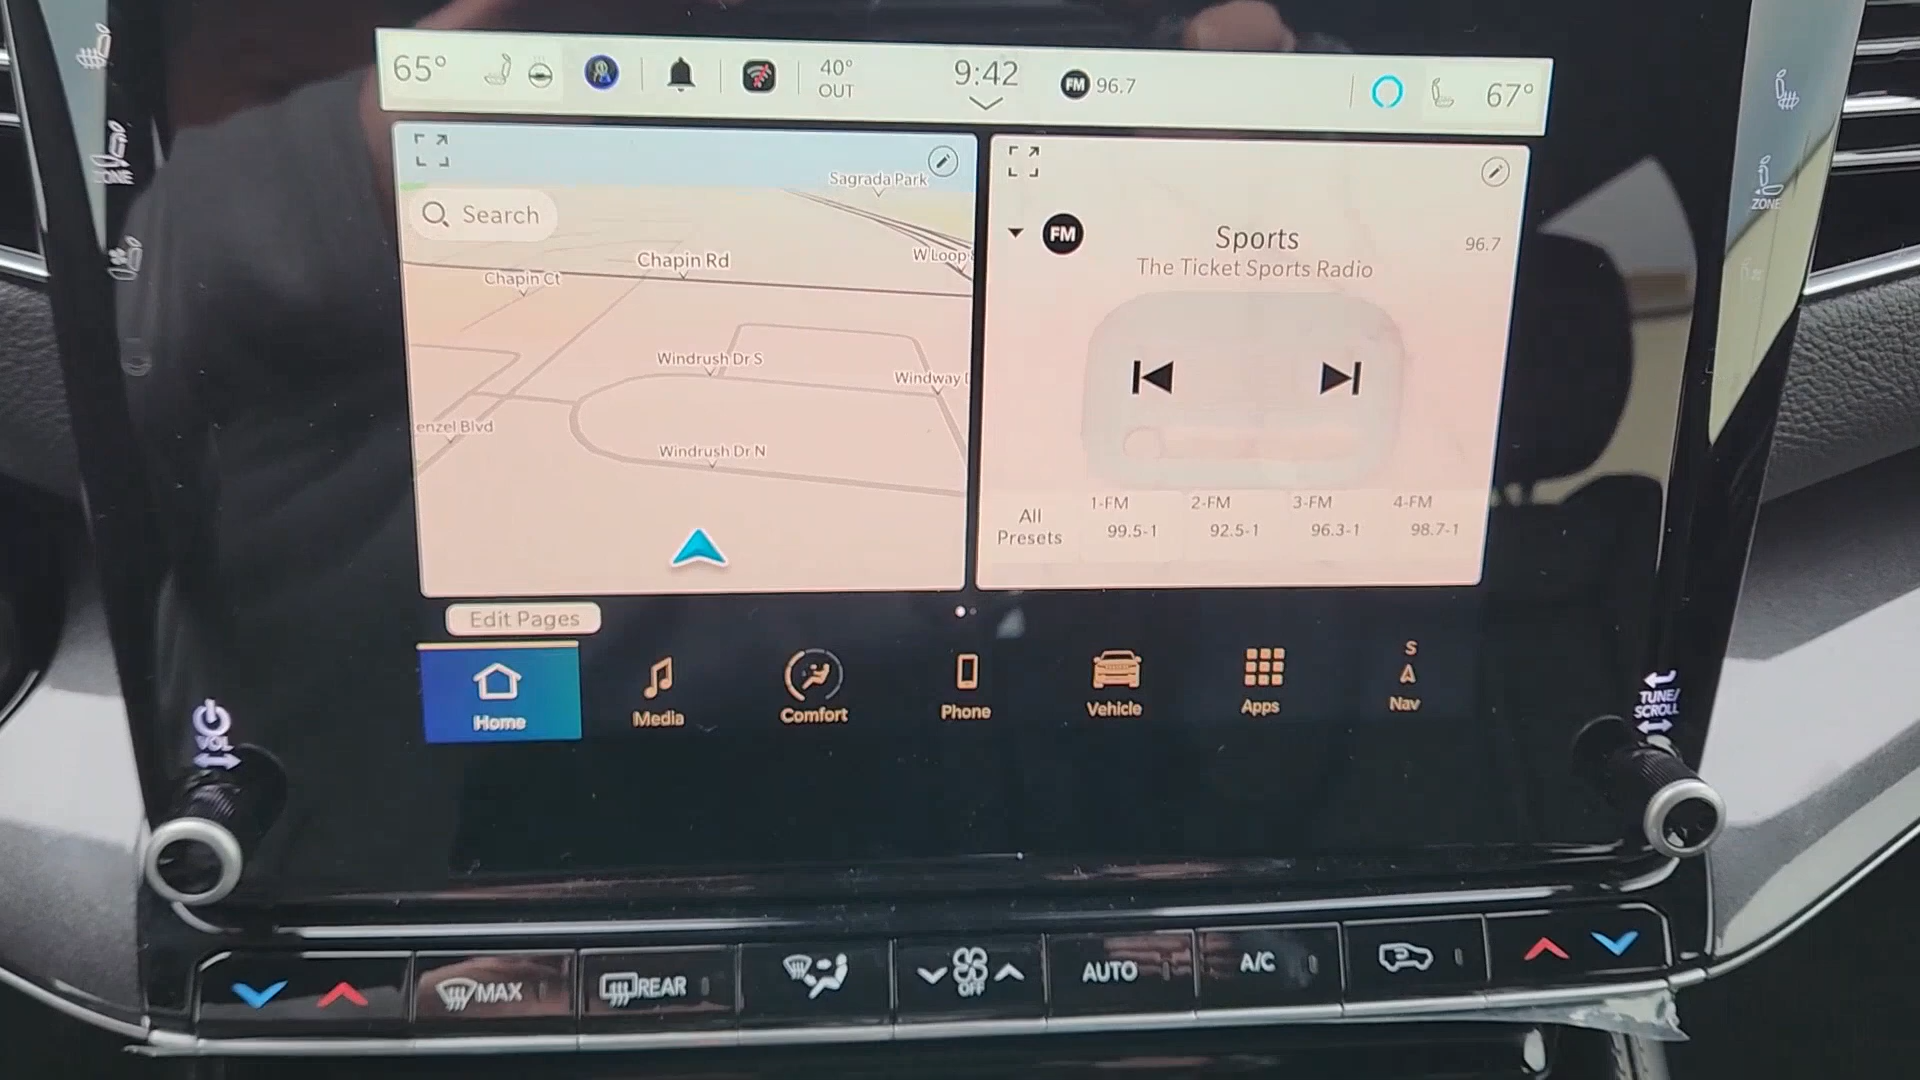 65°
40°
OUT
9:42
FM 96.7
67°
ZONE
ZONE
Search
Sagrada Park
W Loop
Chapin Rd
Chapin Ct
Windrush Dr S
Windway
enzel Blvd
Windrush Dr N
FM
Sports
96.7
The Ticket Sports Radio
All
Presets
1-FM
99.5-1
2-FM
92.5-1
3-FM
96.3-1
4-FM
98.7-1
Edit Pages
Home
Media
Comfort
Phone
Vehicle
Apps
S
Nav
VOL
TUNE/
SCROLL
MAX
REAR
OFF
AUTO
A/C